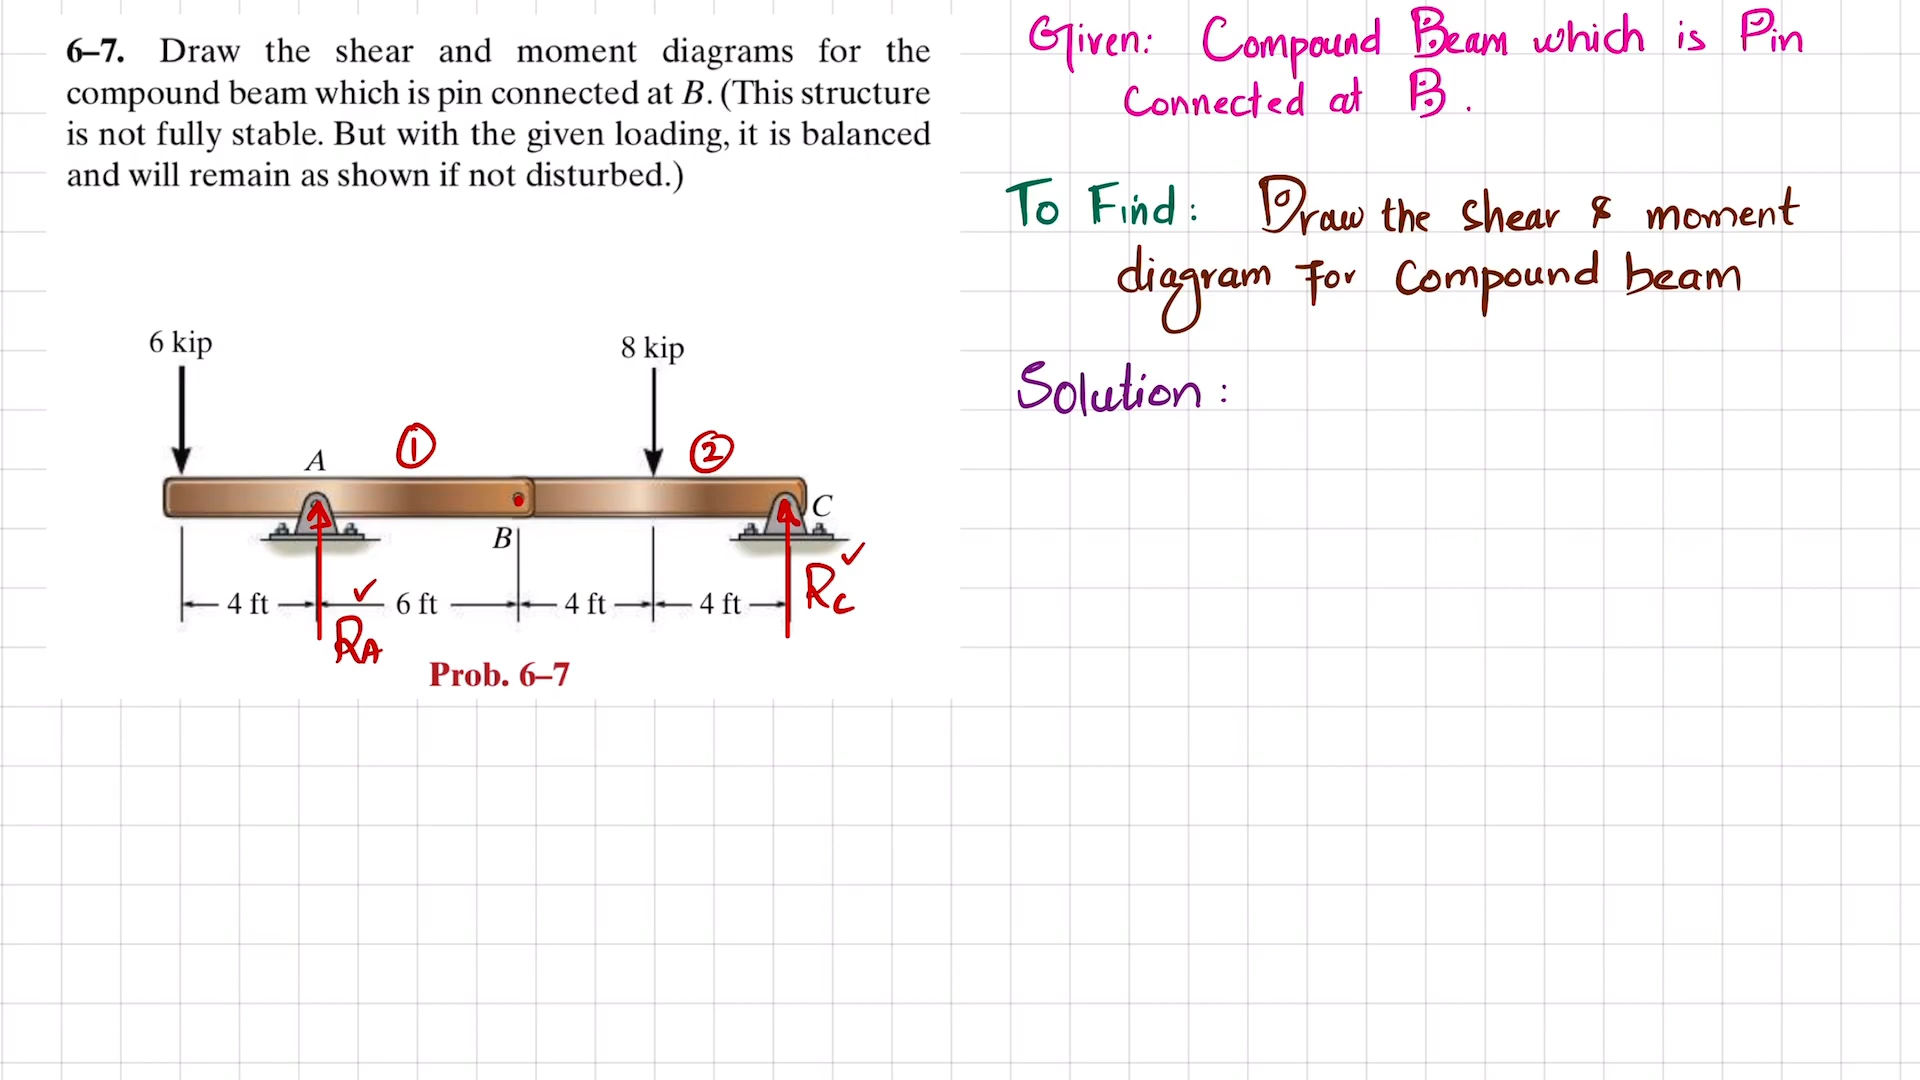 6–7. Draw the shear and moment diagrams for the
compound beam which is pin connected at B. (This structure
is not fully stable. But with the given loading, it is balanced
and will remain as shown if not disturbed.)
6 kip
8 kip
A
①
②
B
C
4 ft
6 ft
4 ft
4 ft
✓
RA
✓
RC
Prob. 6–7
Given: Compound Beam which is Pin
Connected at B.
To Find: Draw the shear & moment
diagram For Compound beam
Solution: